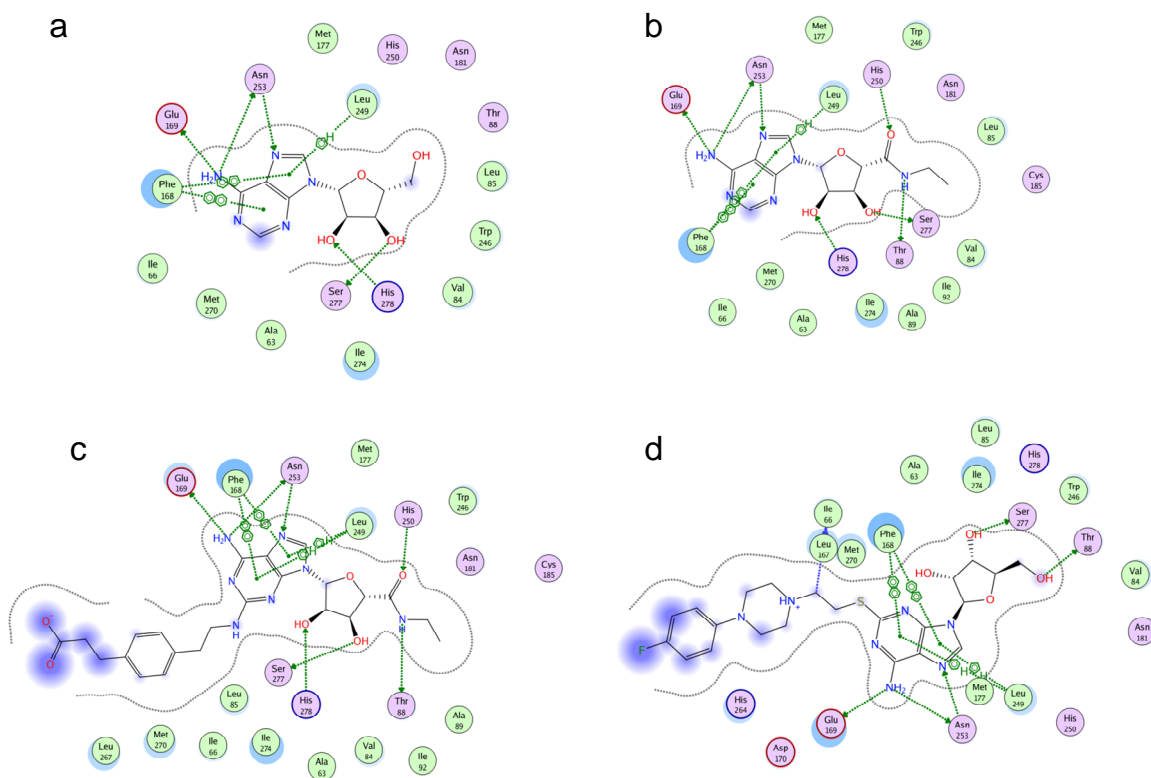 a
Met
177
His
250
Asn
181
Asn
253
Leu
249
Glu
169
Thr
88
H
OH
H₂N
N
N
O
Phe
168
Leu
85
N
N
HO
OH
Trp
246
Ile
66
Met
270
Ser
277
His
278
Val
84
Ala
63
Ile
274
b
Met
177
Trp
246
Asn
253
His
250
Asn
181
Glu
169
Leu
249
H
Leu
85
O
H₂N
N
N
O
N
H
Cys
185
N
N
HO
OH
Ser
277
Phe
168
His
278
Thr
88
Val
84
Met
270
Ile
92
Ile
66
Ala
63
Ile
274
Ala
89
c
Met
177
Glu
169
Phe
168
Asn
253
Trp
246
Leu
249
His
250
H₂N
N
H
H
Asn
181
Cys
185
N
N
O
O
N
N
H
HO
N
H
O⁻
O
OH
Ser
277
Leu
85
His
278
Thr
88
Ala
89
Leu
267
Met
270
Ile
66
Ile
274
Ala
63
Val
84
Ile
92
d
Leu
85
Ala
63
Ile
274
His
278
Trp
246
Ile
66
Leu
167
Met
270
Phe
168
OH
Ser
277
Thr
88
HO
OH
Val
84
NH+
S
O
N
N
N
Asn
181
F
N
N
H
H
NH₂
Met
177
Leu
249
His
264
Glu
169
Asn
253
His
250
Asp
170